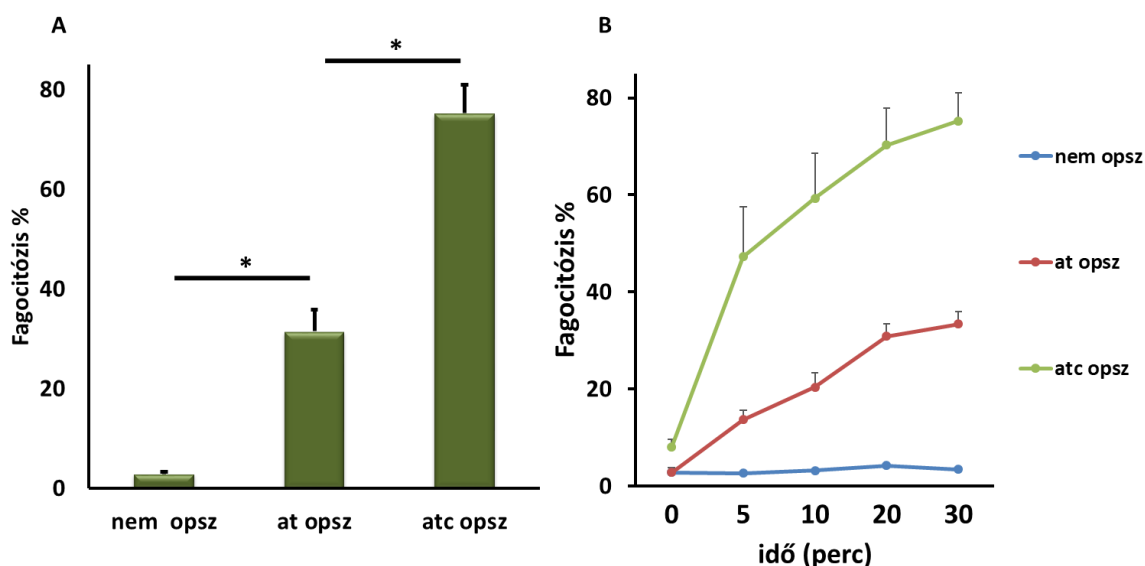 A
*
*
Fagocitózis %
80
60
40
20
0
nem opsz
at opsz
atc opsz
B
Fagocitózis %
80
60
40
20
0
0
5
10
20
30
idő (perc)
nem opsz
at opsz
atc opsz